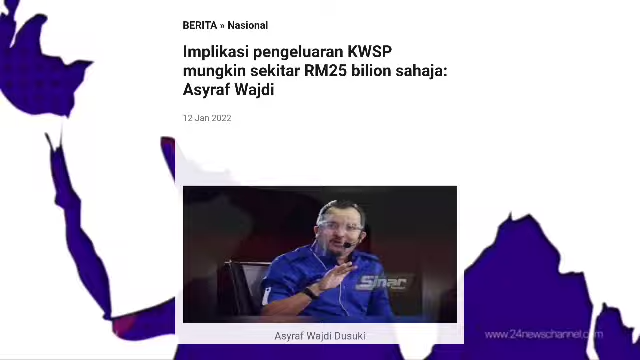 BERITA » Nasional
Implikasi pengeluaran KWSP
mungkin sekitar RM25 bilion sahaja:
Asyraf Wajdi
12 Jan 2022
Sinar
Asyraf Wajdi Dusuki
www.24newschannel.com